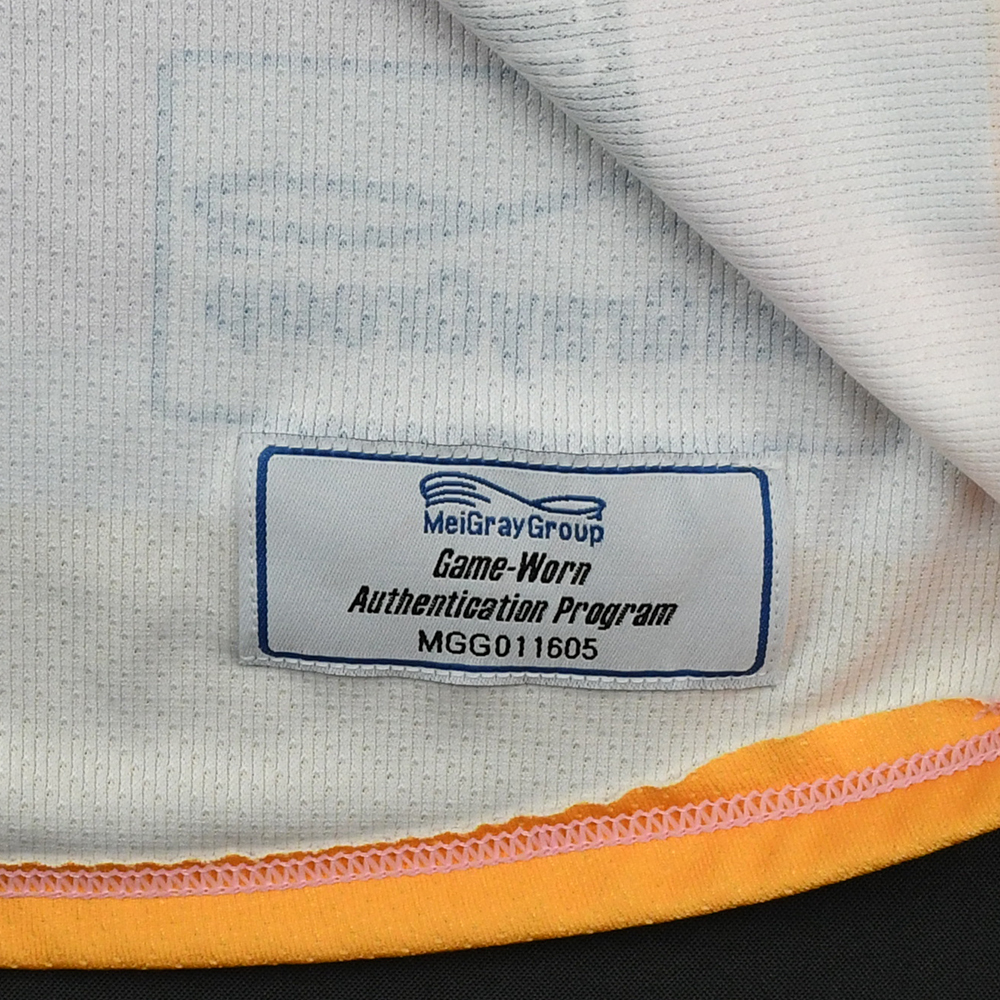 MeiGrayGroup
Game-Worn
Authentication Program
MGG011605